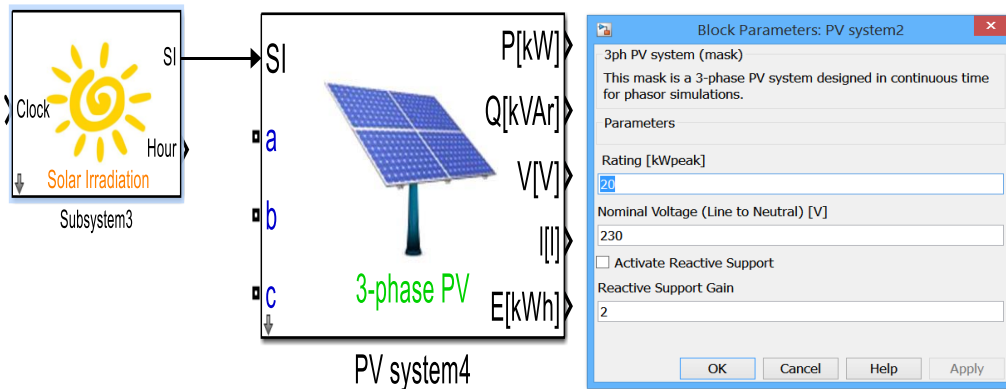 SI
Clock
Hour
Solar Irradiation
Subsystem3
SI
a
b
c
P[kW]
Q[kVAr]
V[V]
I[I]
E[kWh]
3-phase PV
PV system4
Block Parameters: PV system2
3ph PV system (mask)
This mask is a 3-phase PV system designed in continuous time
for phasor simulations.
Parameters
Rating [kWpeak]
20
Nominal Voltage (Line to Neutral) [V]
230
Activate Reactive Support
Reactive Support Gain
2
OK Cancel Help Apply